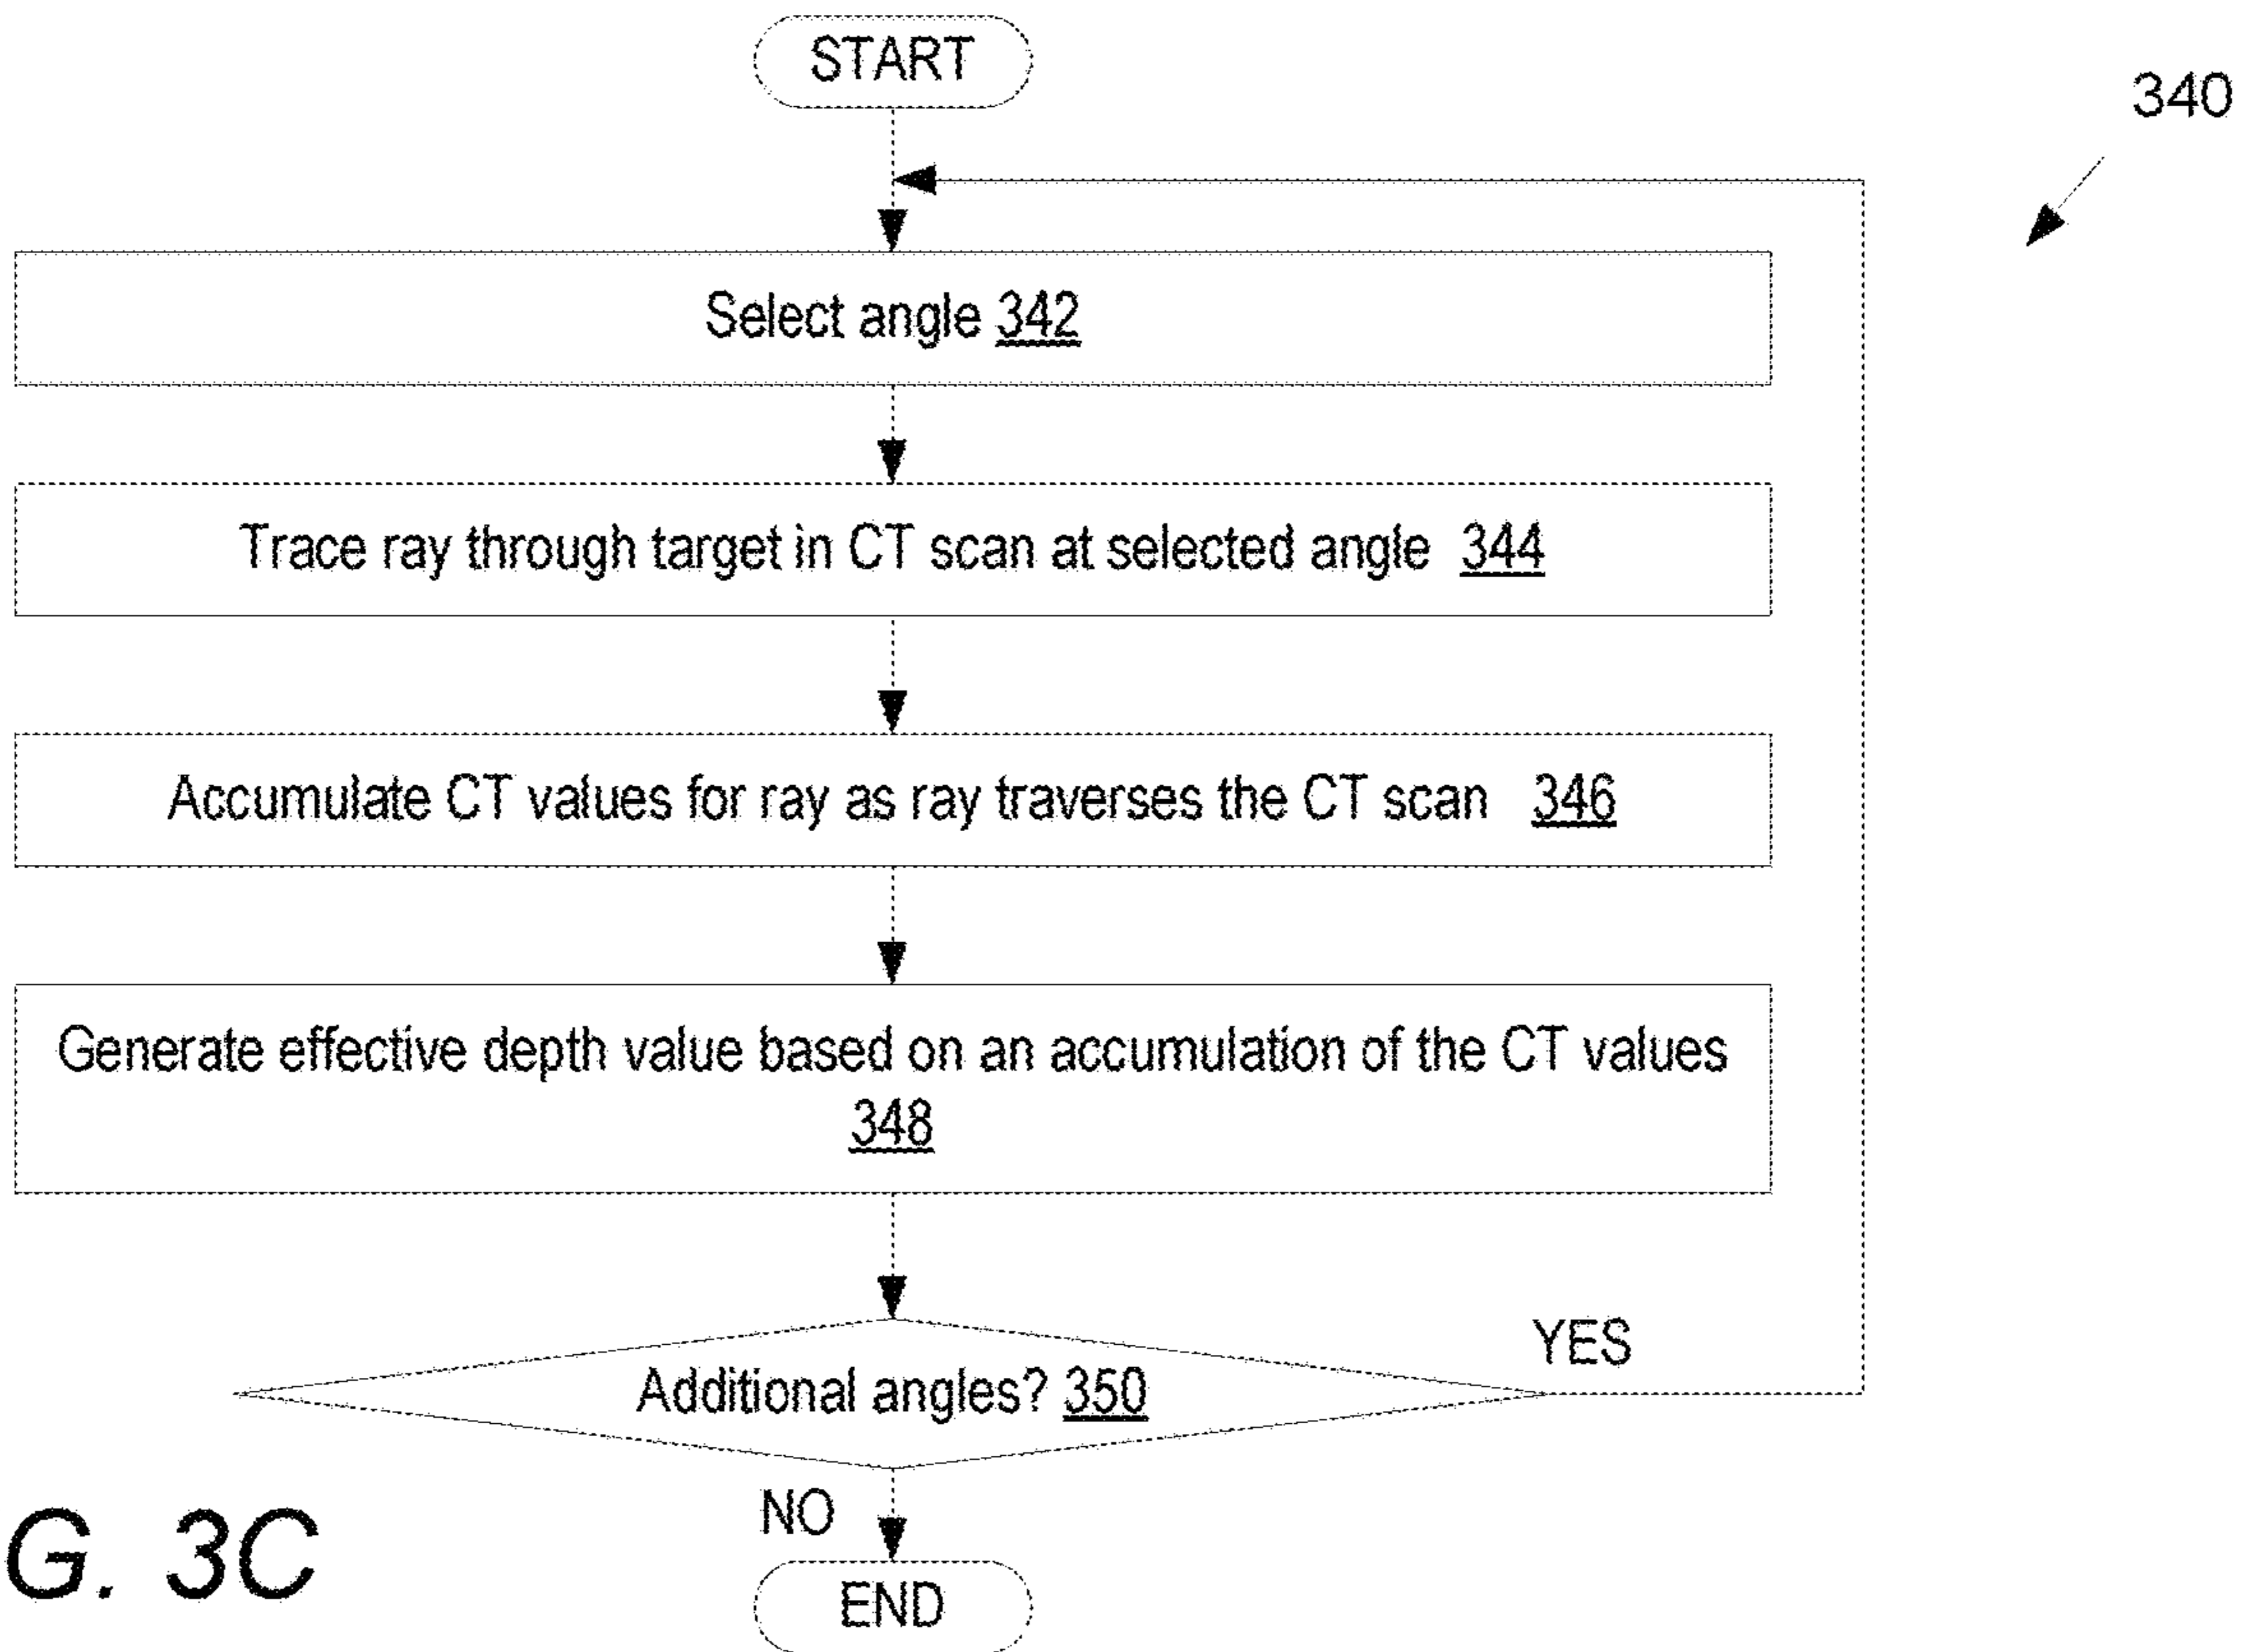 START
340
Select angle 342
Trace ray through target in CT scan at selected angle 344
Accumulate CT values for ray as ray traverses the CT scan 346
Generate effective depth value based on an accumulation of the CT values
348
YES
Additional angles? 350
NO
G. 3C
END